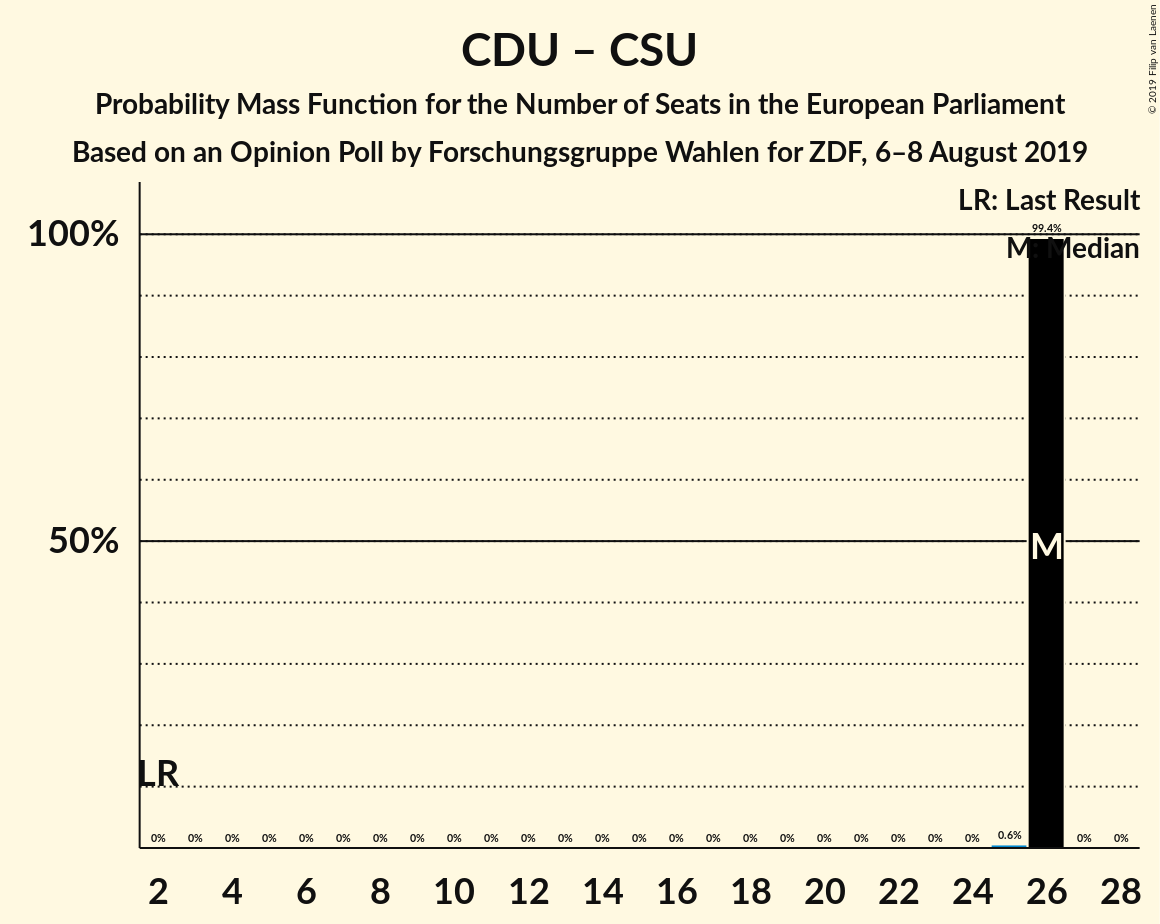 CDU – CSU
Probability Mass Function for the Number of Seats in the European Parliament
Based on an Opinion Poll by Forschungsgruppe Wahlen for ZDF, 6–8 August 2019
© 2019 Filip van Laenen
LR: Last Result
M: Median
100%
50%
99.4%
M
LR
0% 0% 0% 0% 0% 0% 0% 0% 0% 0% 0% 0% 0% 0% 0% 0% 0% 0% 0% 0% 0% 0% 0% 0.6% 0% 0%
2 4 6 8 10 12 14 16 18 20 22 24 26 28